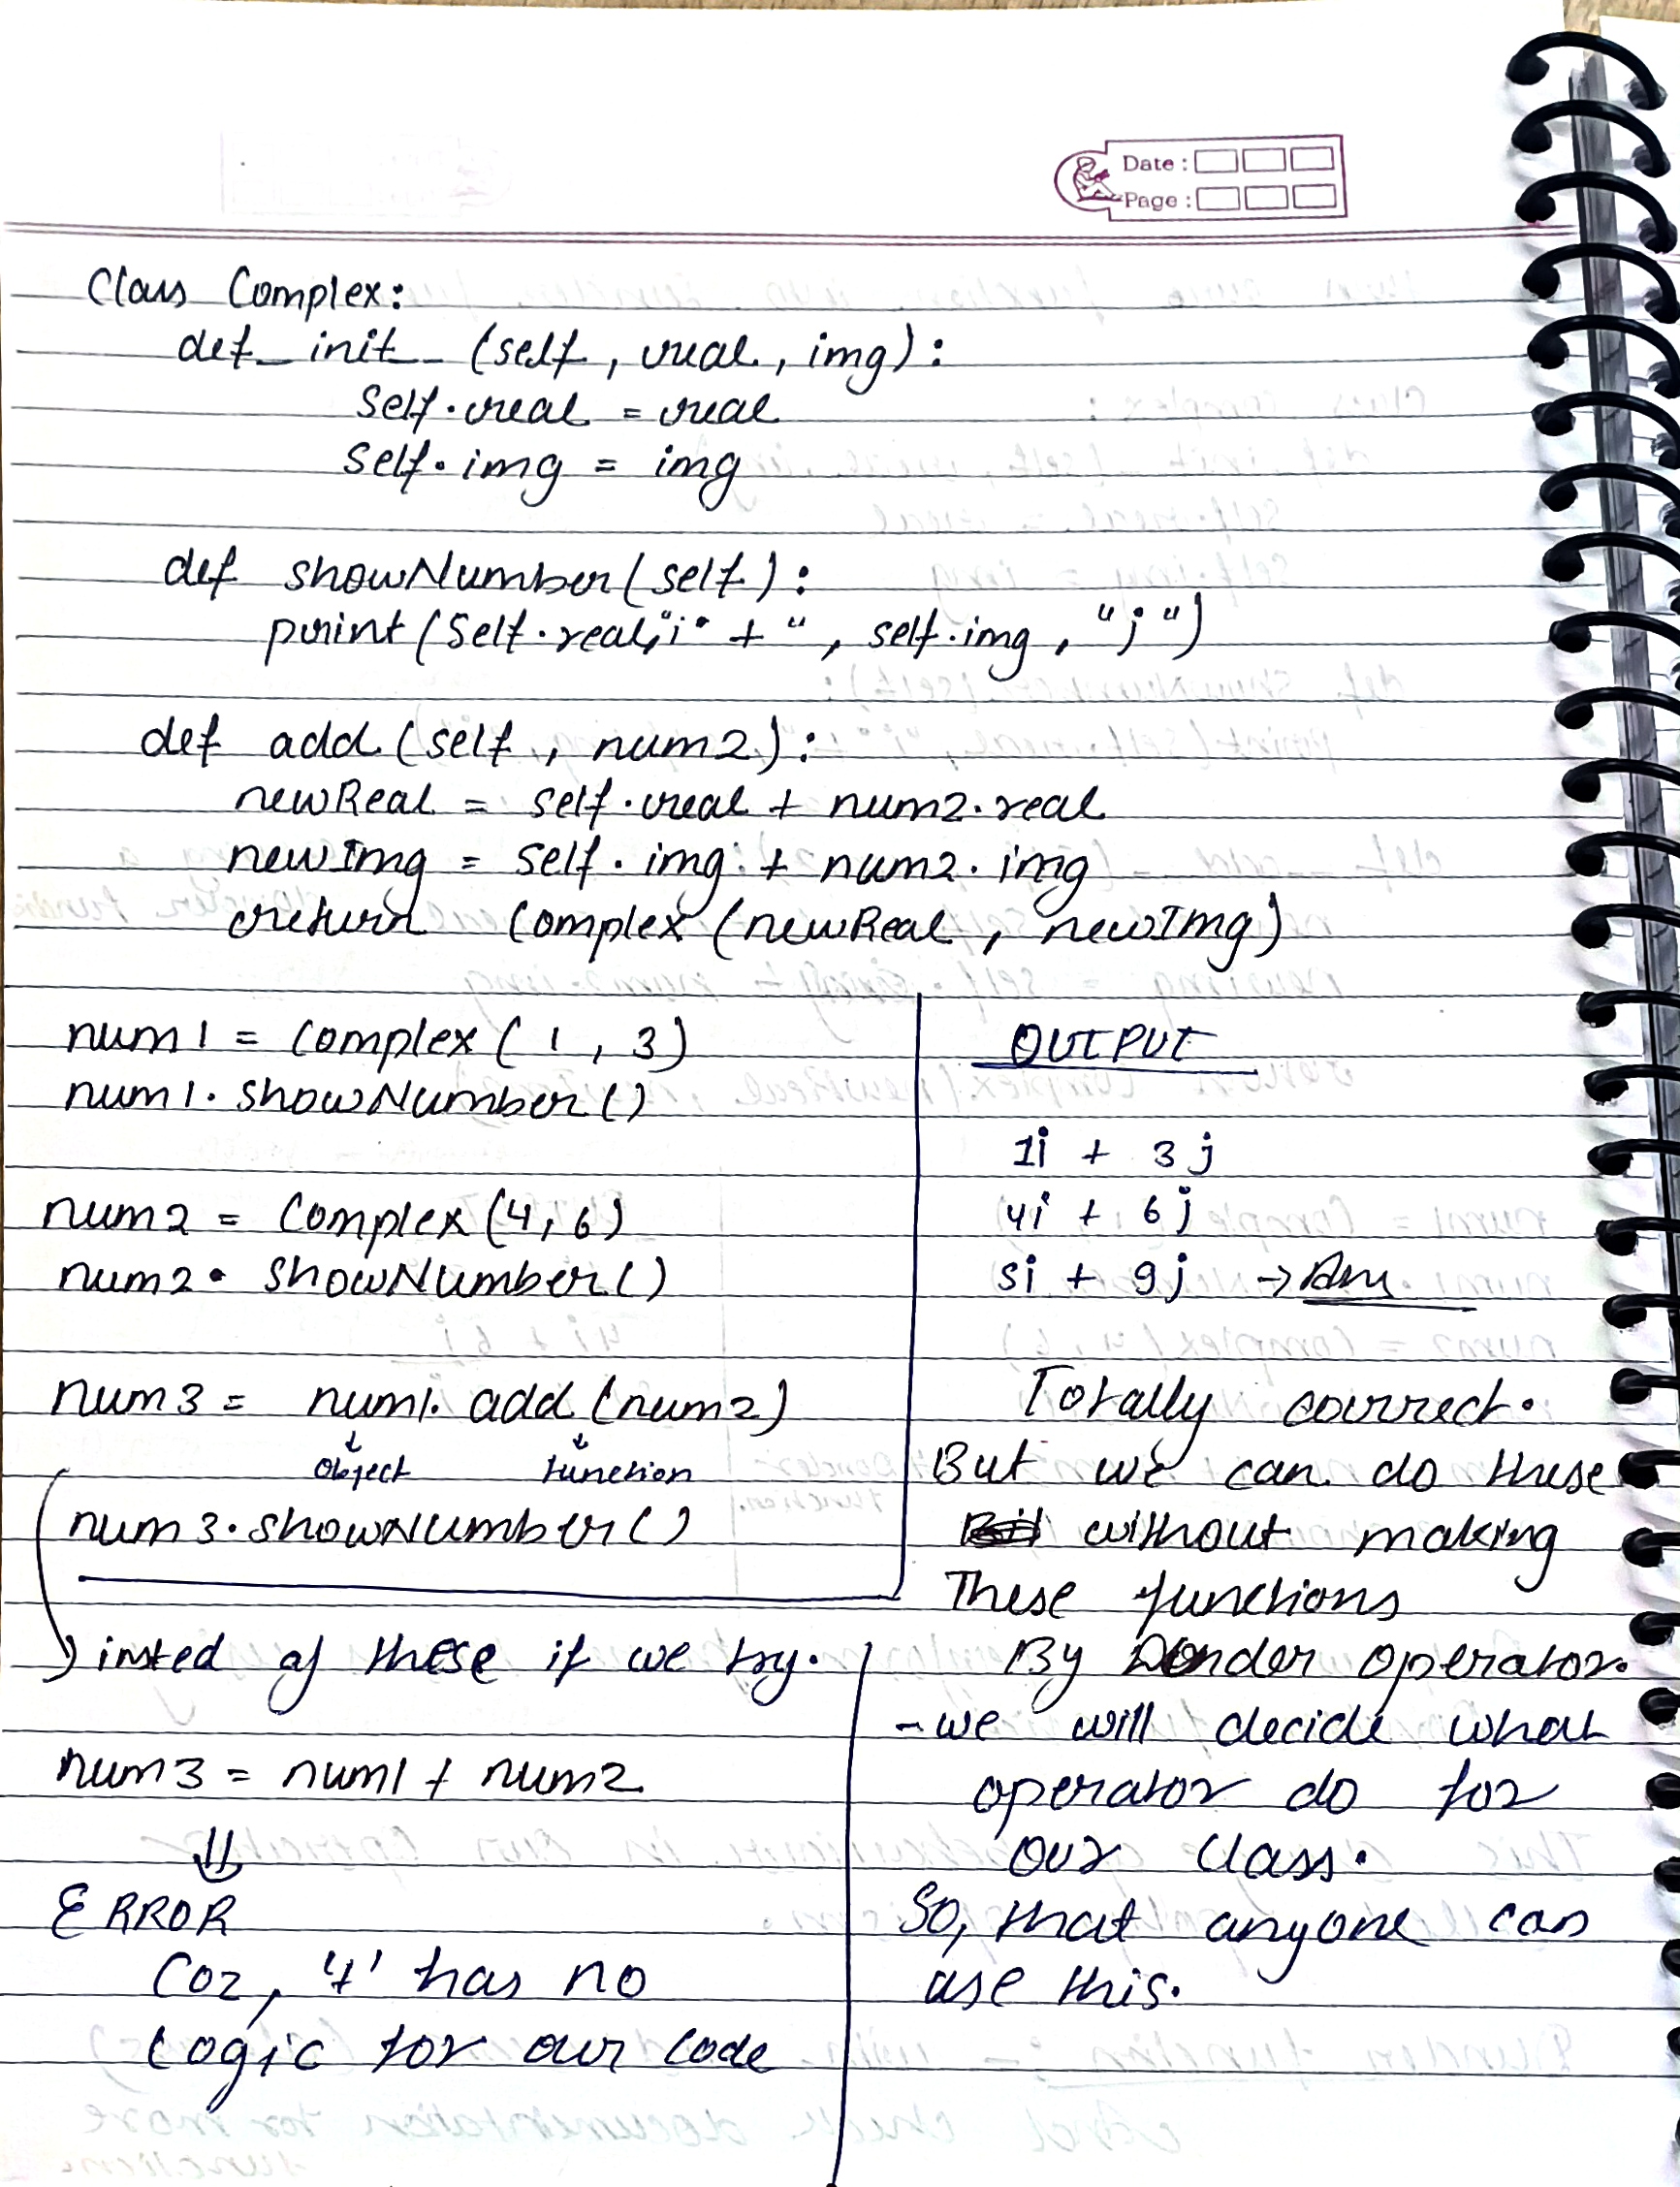 Date :
Page :
Class Complex:
def_ init_ (self, real, img):
Self.real = real
Self.img = img
def showNumber(self):
print(Self.real,"i" + ", self.img, "j")
def add(self, num2):
newReal = self.real + num2.real
newImg = self.img + num2.img
return Complex (newReal, newImg)
num1 = Complex (1, 3)
num1.showNumber()
num2 = Complex(4, 6)
num2.showNumber()
num3 = num1.add(num2)
↓ ↓
Object function
num3.showNumber()
insted of these if we try.
num3 = num1 + num2
⇓
ERROR
Coz, '+' has no
Logic for our code
OUTPUT
1i + 3j
4i + 6j
5i + 9j → Ans.
Totally correct.
But we can do these
without making
These functions
By Donder operator.
- we will decide what
operator do for
our class.
So, that anyone can
use this.